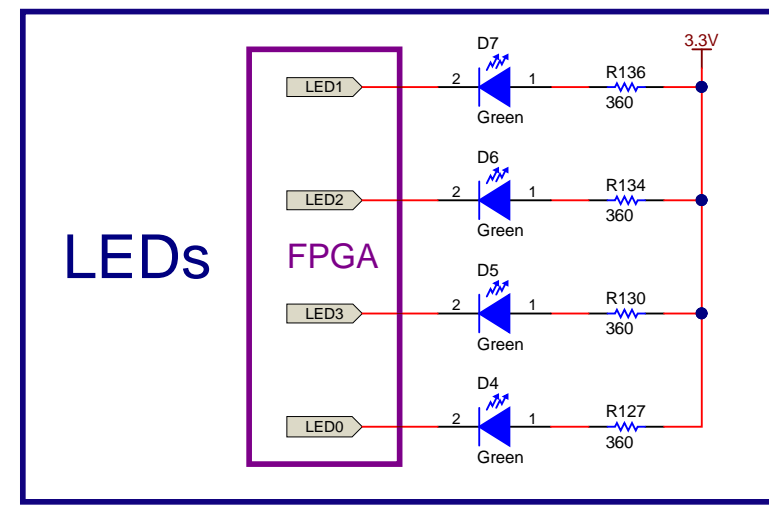 D7
3.3V
LED1 2 1 R136
360
Green
D6
LED2 2 1 R134
360
Green
LEDs
FPGA
D5
LED3 2 1 R130
360
Green
D4
LED0 2 1 R127
360
Green